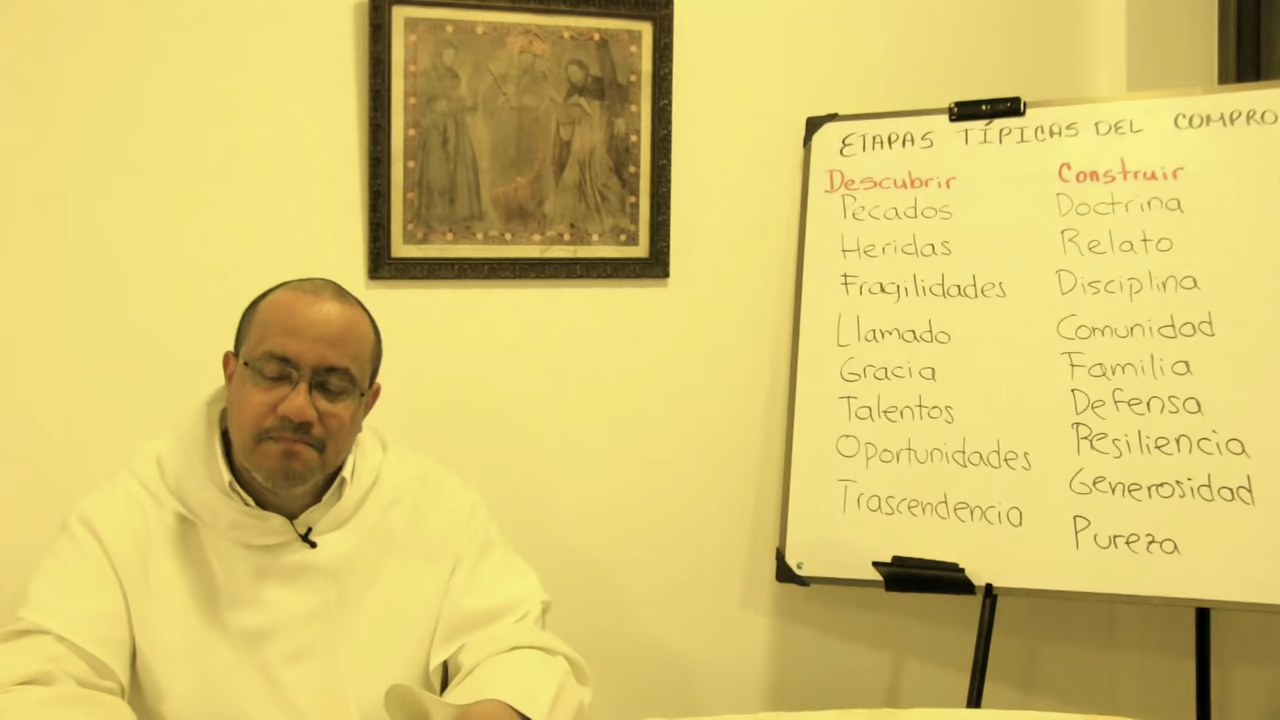 ETAPAS TÍPICAS DEL COMPRO
Descubrir
Pecados
Heridas
Fragilidades
Llamado
Gracia
Talentos
Oportunidades
Trascendencia
Construir
Doctrina
Relato
Disciplina
Comunidad
Familia
Defensa
Resiliencia
Generosidad
Pureza